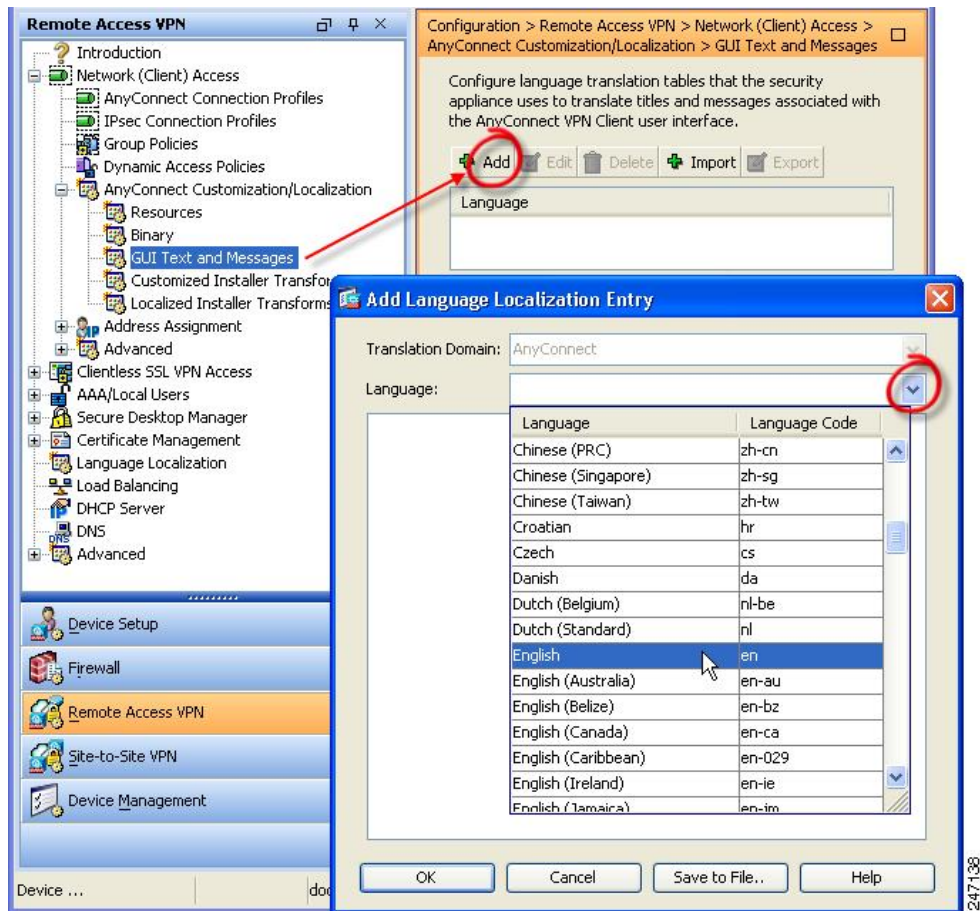 Remote Access VPN
Introduction
Network (Client) Access
AnyConnect Connection Profiles
IPsec Connection Profiles
Group Policies
Dynamic Access Policies
AnyConnect Customization/Localization
Resources
Binary
GUI Text and Messages
Customized Installer Transfor
Localized Installer Transforms
Address Assignment
Advanced
Clientless SSL VPN Access
AAA/Local Users
Secure Desktop Manager
Certificate Management
Language Localization
Load Balancing
DHCP Server
DNS
DNS
Advanced
Device Setup
Firewall
Remote Access VPN
Site-to-Site VPN
Device Management
Device ...
doc
Configuration > Remote Access VPN > Network (Client) Access >
AnyConnect Customization/Localization > GUI Text and Messages
Configure language translation tables that the security
appliance uses to translate titles and messages associated with
the AnyConnect VPN Client user interface.
Add Edit Delete Import Export
Language
Add Language Localization Entry
Translation Domain: AnyConnect
Language:
Language Language Code
Chinese (PRC) zh-cn
Chinese (Singapore) zh-sg
Chinese (Taiwan) zh-tw
Croatian hr
Czech cs
Danish da
Dutch (Belgium) nl-be
Dutch (Standard) nl
English en
English (Australia) en-au
English (Belize) en-bz
English (Canada) en-ca
English (Caribbean) en-029
English (Ireland) en-ie
English (Jamaica) en-jm
OK Cancel Save to File.. Help
247138